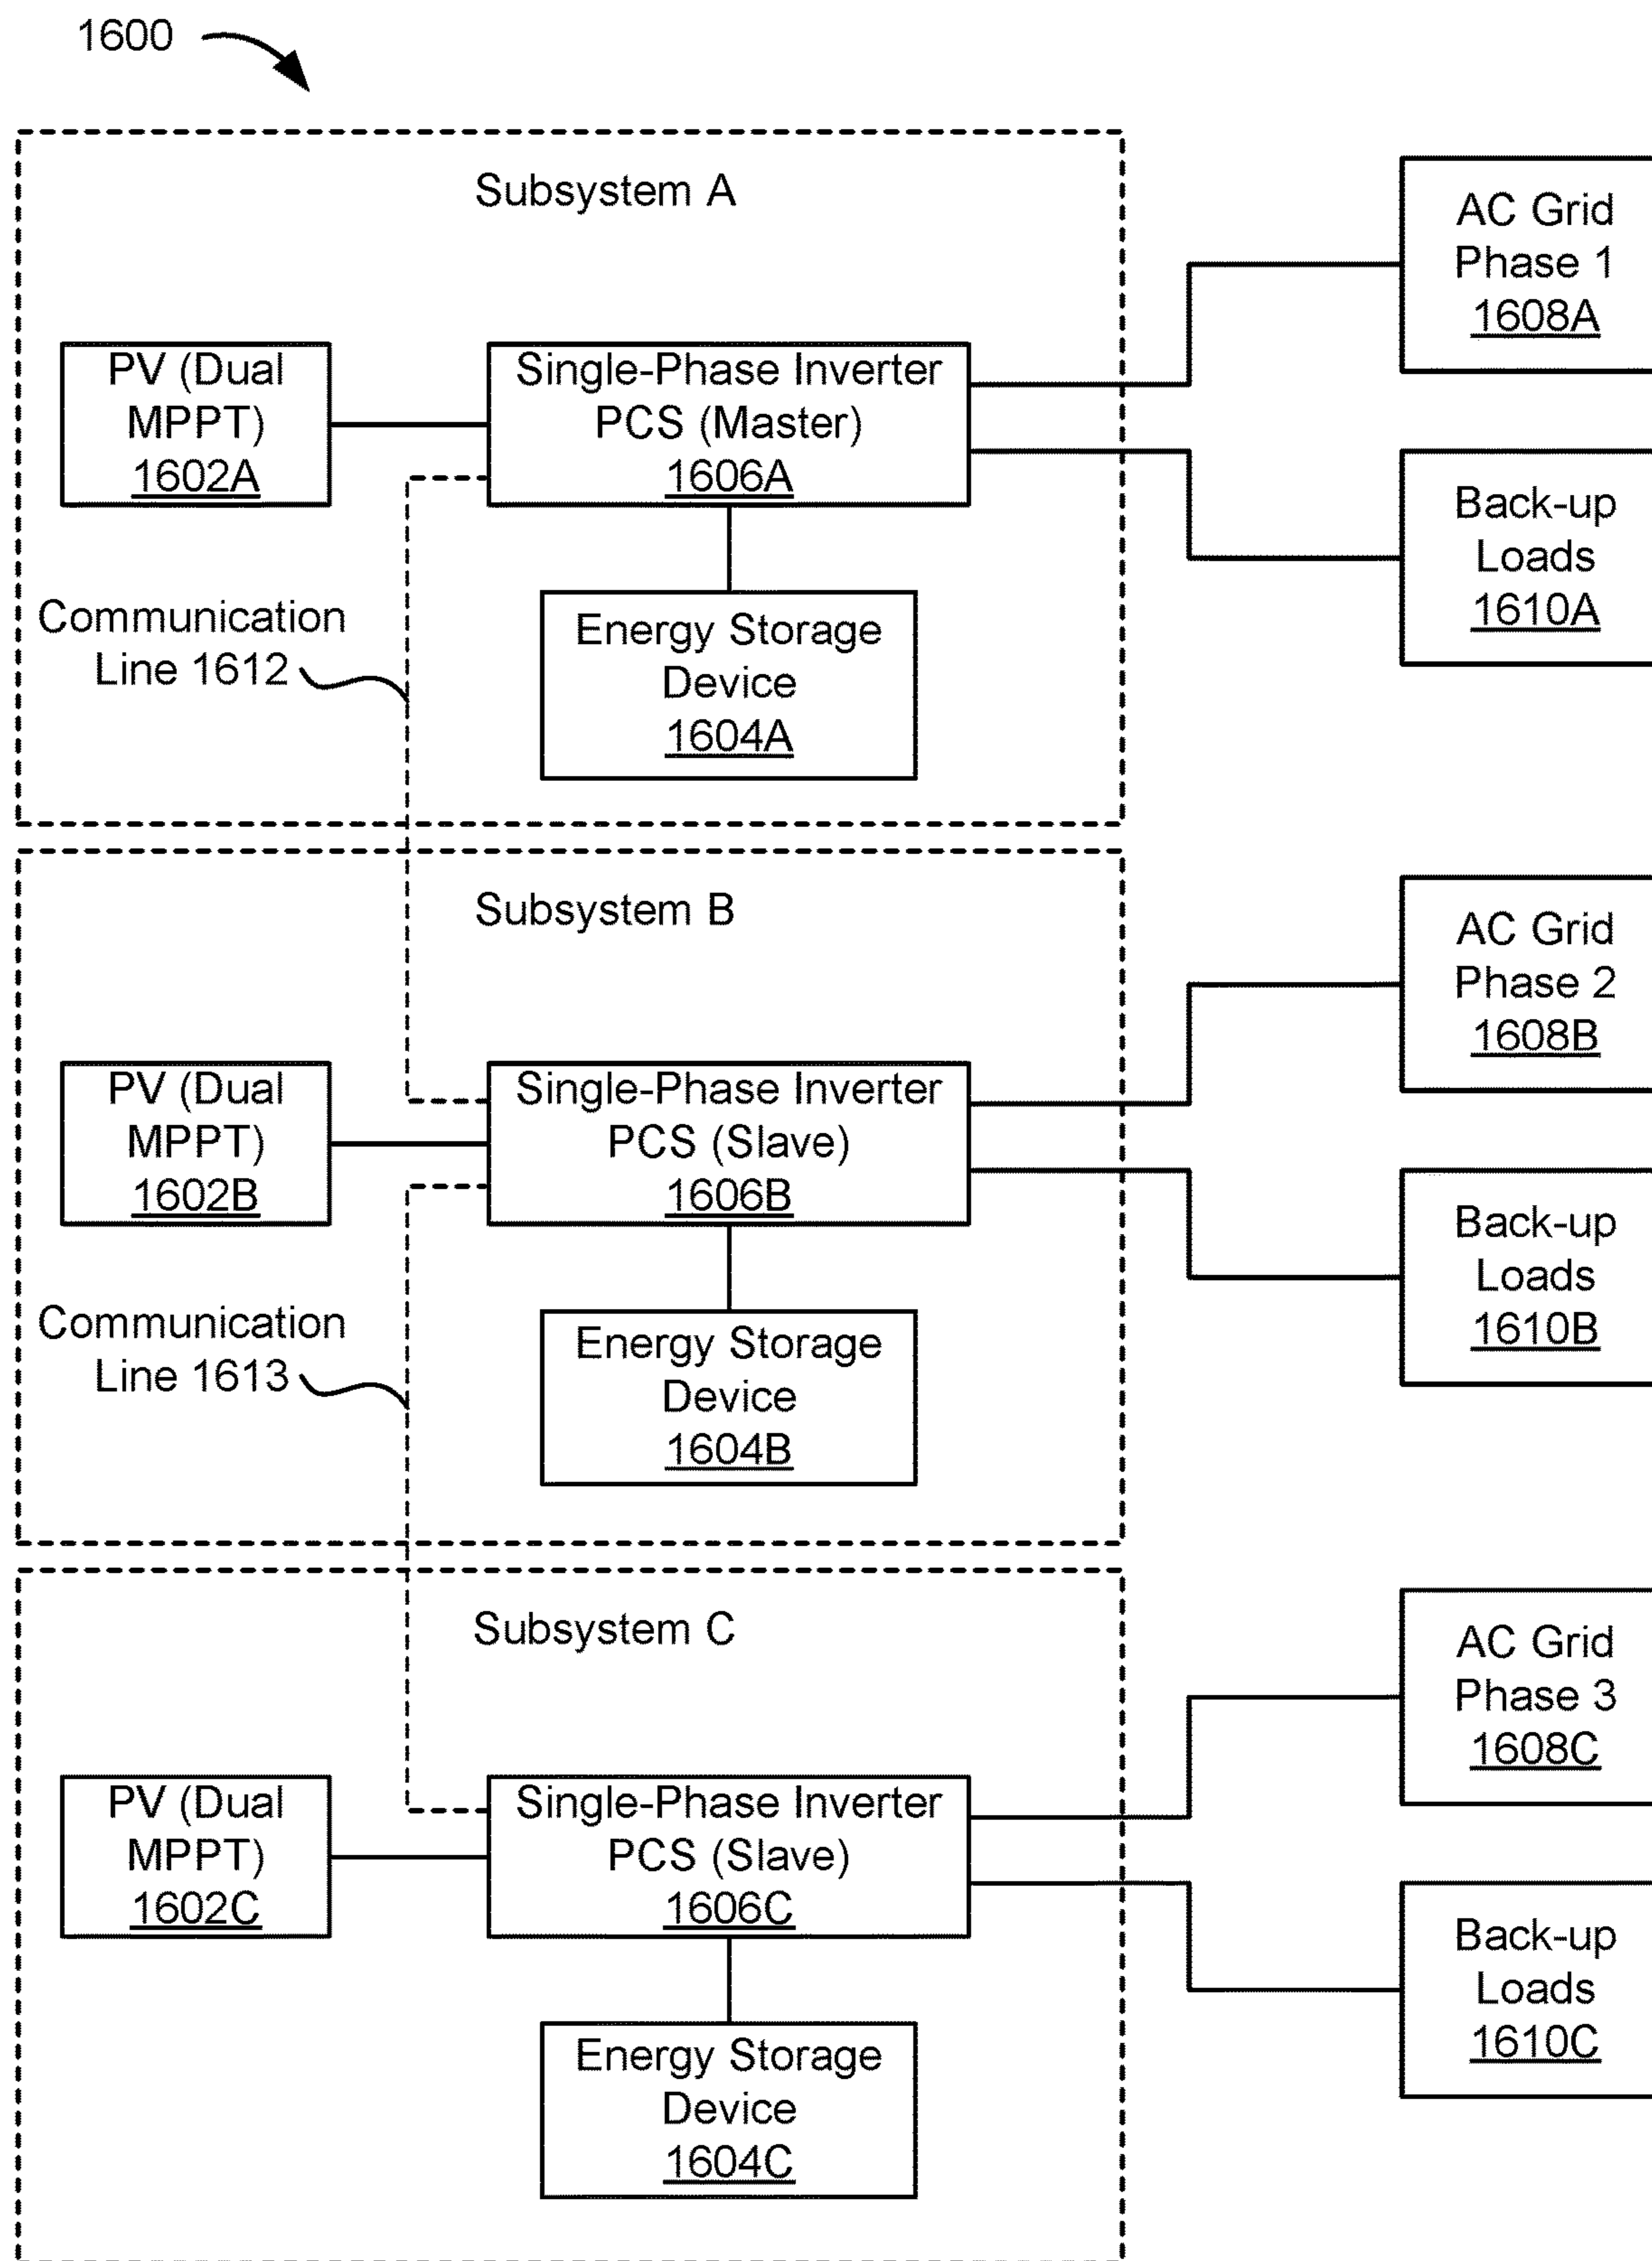 1600
Subsystem A
AC Grid
Phase 1
1608A
PV (Dual
MPPT)
1602A
Single-Phase Inverter
PCS (Master)
1606A
Back-up
Loads
1610A
Communication
Line 1612
Energy Storage
Device
1604A
Subsystem B
AC Grid
Phase 2
1608B
PV (Dual
MPPT)
1602B
Single-Phase Inverter
PCS (Slave)
1606B
Back-up
Loads
1610B
Communication
Line 1613
Energy Storage
Device
1604B
Subsystem C
AC Grid
Phase 3
1608C
PV (Dual
MPPT)
1602C
Single-Phase Inverter
PCS (Slave)
1606C
Back-up
Loads
1610C
Energy Storage
Device
1604C